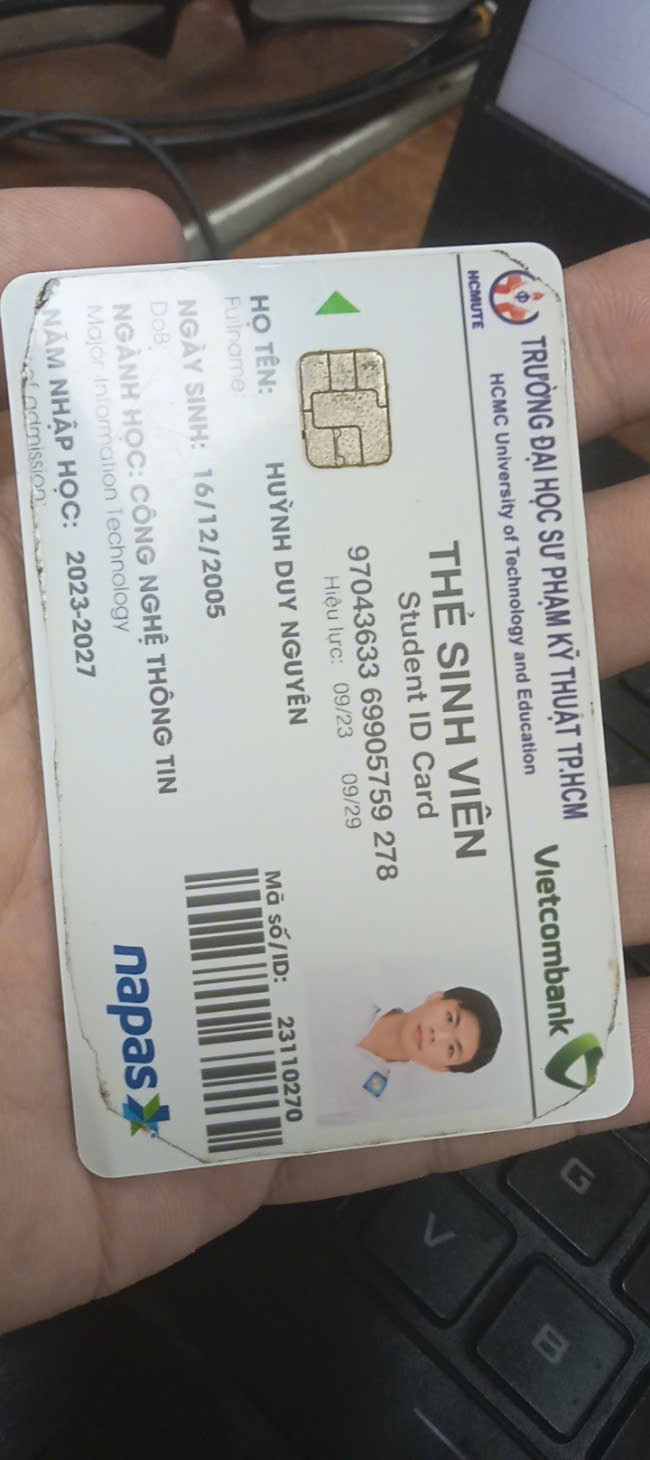 TRƯỜNG ĐẠI HỌC SƯ PHẠM KỸ THUẬT TP.HCM
HCMC University of Technology and Education
HCMUTE
Vietcombank
THẺ SINH VIÊN
Student ID Card
97043633 69905759 278
Hiệu lực: 09/23 09/29
HỌ TÊN: HUỲNH DUY NGUYÊN
Fullname:
NGÀY SINH: 16/12/2005
DoB:
NGÀNH HỌC: CÔNG NGHỆ THÔNG TIN
Major: Information Technology
NĂM NHẬP HỌC: 2023-2027
of admission:
Mã số/ID: 23110270
napas
V
G
B